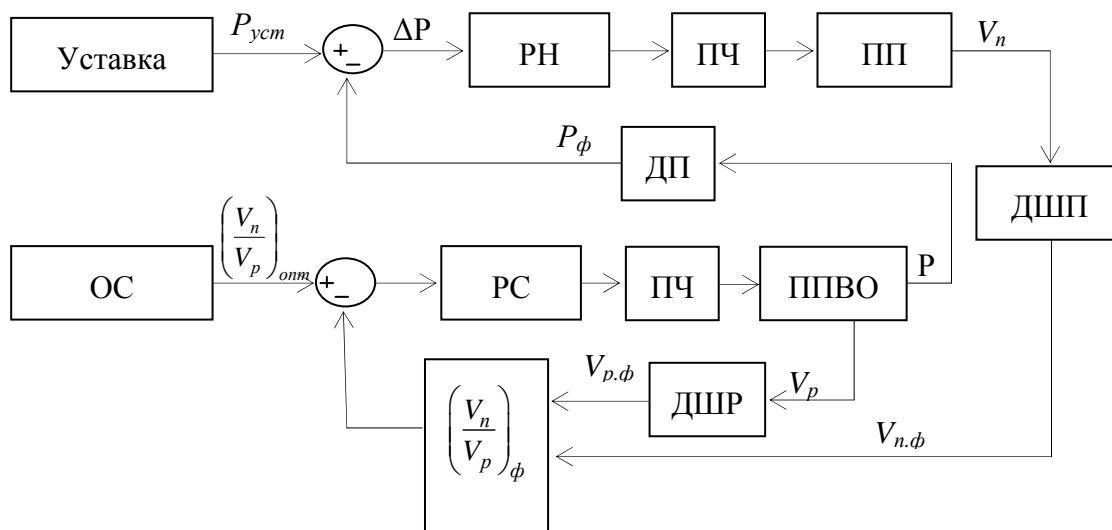 Уставка
P_уст
+
−
ΔP
РН
ПЧ
ПП
V_п
P_ф
ДП
ДШП
ОС
(V_п / V_р)_опт
+
−
РС
ПЧ
ППВО
Р
(V_п / V_р)_ф
V_р.ф
ДШР
V_р
V_п.ф